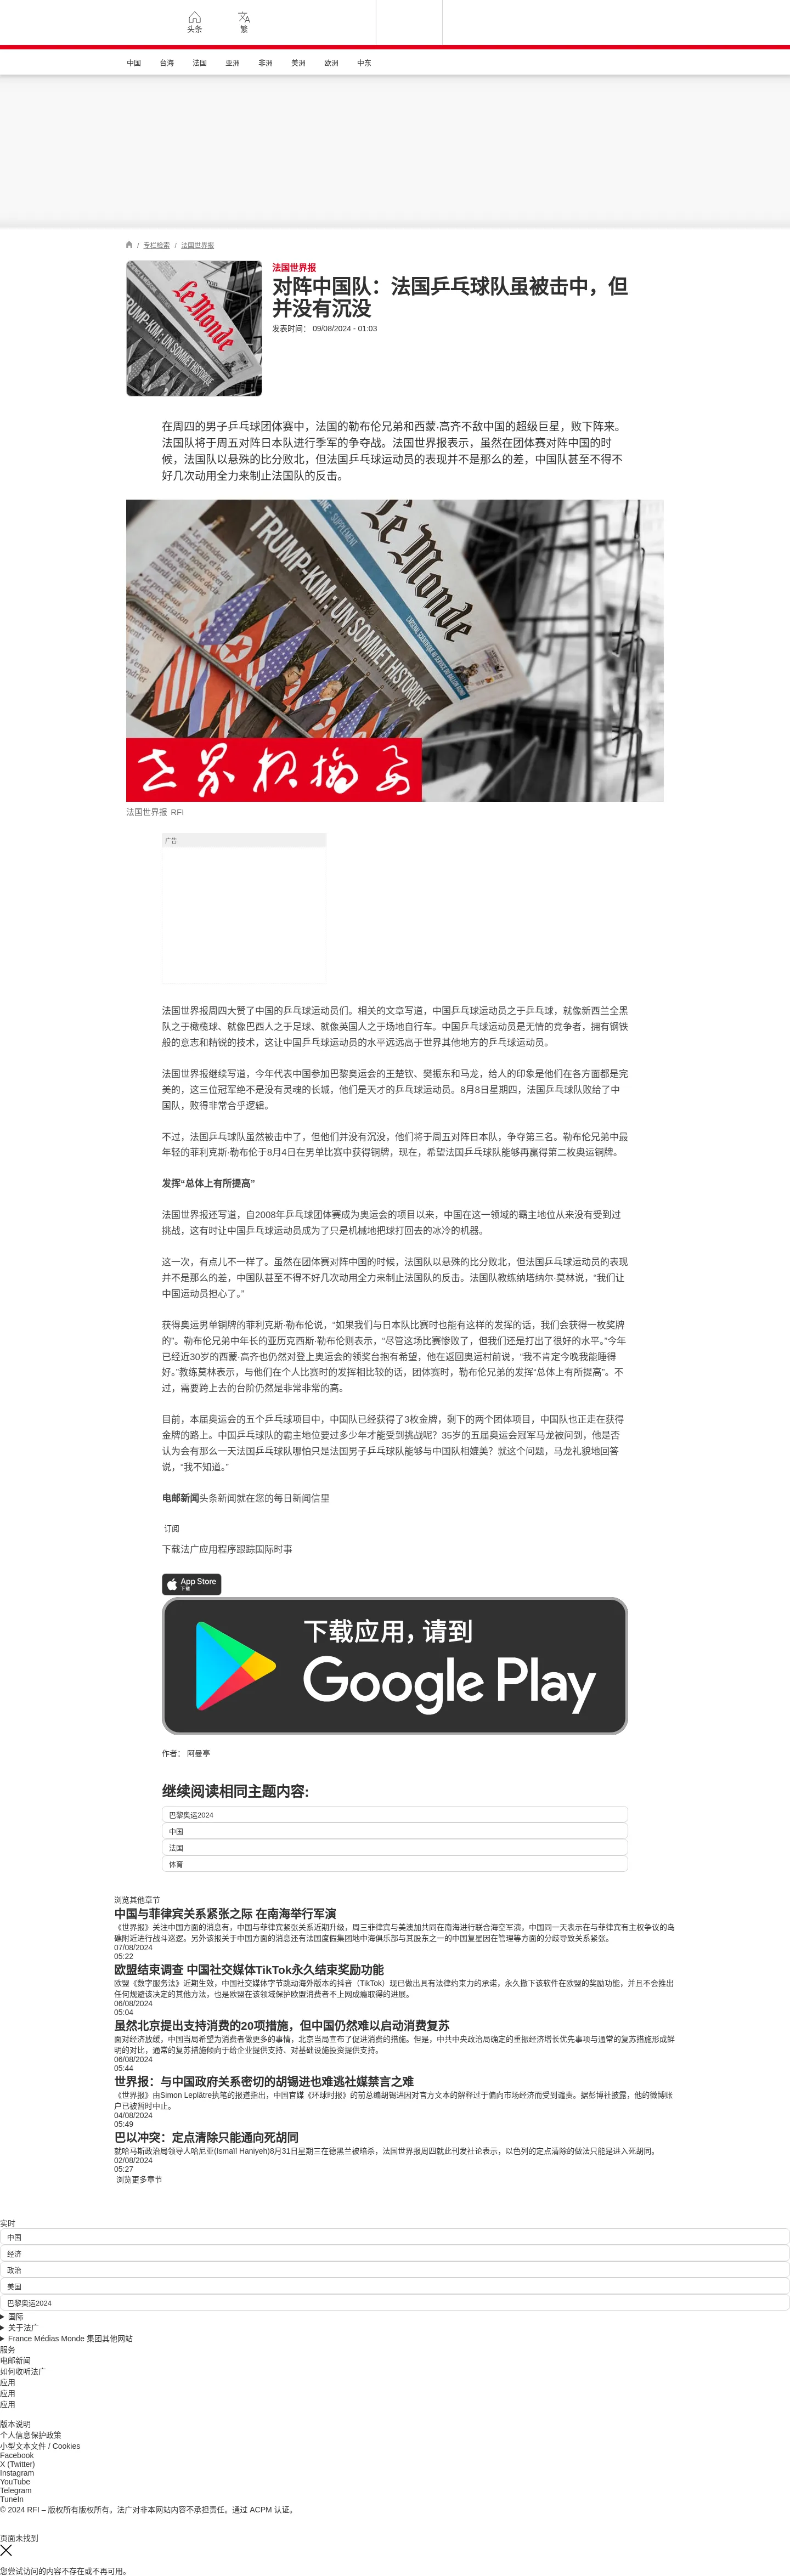 头条
繁
中国
台海
法国
亚洲
非洲
美洲
欧洲
中东
/ 专栏检索 / 法国世界报
Le Monde
TRUMP-KIM: UN SOMMET HISTORIQUE
法国世界报
对阵中国队：法国乒乓球队虽被击中，但
并没有沉没
发表时间： 09/08/2024 - 01:03
在周四的男子乒乓球团体赛中，法国的勒布伦兄弟和西蒙·高齐不敌中国的超级巨星，败下阵来。
法国队将于周五对阵日本队进行季军的争夺战。法国世界报表示，虽然在团体赛对阵中国的时
候，法国队以悬殊的比分败北，但法国乒乓球运动员的表现并不是那么的差，中国队甚至不得不
好几次动用全力来制止法国队的反击。
Le Monde
TRUMP-KIM: UN SOMMET HISTORIQUE
世界报摘要
法国世界报 RFI
广告
法国世界报周四大赞了中国的乒乓球运动员们。相关的文章写道，中国乒乓球运动员之于乒乓球，就像新西兰全黑
队之于橄榄球、就像巴西人之于足球、就像英国人之于场地自行车。中国乒乓球运动员是无情的竞争者，拥有钢铁
般的意志和精锐的技术，这让中国乒乓球运动员的水平远远高于世界其他地方的乒乓球运动员。
法国世界报继续写道，今年代表中国参加巴黎奥运会的王楚钦、樊振东和马龙，给人的印象是他们在各方面都是完
美的，这三位冠军绝不是没有灵魂的长城，他们是天才的乒乓球运动员。8月8日星期四，法国乒乓球队败给了中
国队，败得非常合乎逻辑。
不过，法国乒乓球队虽然被击中了，但他们并没有沉没，他们将于周五对阵日本队，争夺第三名。勒布伦兄弟中最
年轻的菲利克斯·勒布伦于8月4日在男单比赛中获得铜牌，现在，希望法国乒乓球队能够再赢得第二枚奥运铜牌。
发挥“总体上有所提高”
法国世界报还写道，自2008年乒乓球团体赛成为奥运会的项目以来，中国在这一领域的霸主地位从来没有受到过
挑战，这有时让中国乒乓球运动员成为了只是机械地把球打回去的冰冷的机器。
这一次，有点儿不一样了。虽然在团体赛对阵中国的时候，法国队以悬殊的比分败北，但法国乒乓球运动员的表现
并不是那么的差，中国队甚至不得不好几次动用全力来制止法国队的反击。法国队教练纳塔纳尔·莫林说，“我们让
中国运动员担心了。”
获得奥运男单铜牌的菲利克斯·勒布伦说，“如果我们与日本队比赛时也能有这样的发挥的话，我们会获得一枚奖牌
的”。勒布伦兄弟中年长的亚历克西斯·勒布伦则表示，“尽管这场比赛惨败了，但我们还是打出了很好的水平。”今年
已经近30岁的西蒙·高齐也仍然对登上奥运会的领奖台抱有希望，他在返回奥运村前说，“我不肯定今晚我能睡得
好。”教练莫林表示，与他们在个人比赛时的发挥相比较的话，团体赛时，勒布伦兄弟的发挥“总体上有所提高”。不
过，需要跨上去的台阶仍然是非常非常的高。
目前，本届奥运会的五个乒乓球项目中，中国队已经获得了3枚金牌，剩下的两个团体项目，中国队也正走在获得
金牌的路上。中国乒乓球队的霸主地位要过多少年才能受到挑战呢？35岁的五届奥运会冠军马龙被问到，他是否
认为会有那么一天法国乒乓球队哪怕只是法国男子乒乓球队能够与中国队相媲美？就这个问题，马龙礼貌地回答
说，“我不知道。”
电邮新闻头条新闻就在您的每日新闻信里
订阅
下载法广应用程序跟踪国际时事
App Store
下载
下载应用，请到
Google Play
作者： 阿曼亭
继续阅读相同主题内容:
巴黎奥运2024
中国
法国
体育
浏览其他章节
中国与菲律宾关系紧张之际 在南海举行军演
《世界报》关注中国方面的消息有，中国与菲律宾紧张关系近期升级，周三菲律宾与美澳加共同在南海进行联合海空军演，中国同一天表示在与菲律宾有主权争议的岛
礁附近进行战斗巡逻。另外该报关于中国方面的消息还有法国度假集团地中海俱乐部与其股东之一的中国复星因在管理等方面的分歧导致关系紧张。
07/08/2024
05:22
欧盟结束调查 中国社交媒体TikTok永久结束奖励功能
欧盟《数字服务法》近期生效，中国社交媒体字节跳动海外版本的抖音（TikTok）现已做出具有法律约束力的承诺，永久撤下该软件在欧盟的奖励功能，并且不会推出
任何规避该决定的其他方法，也是欧盟在该领域保护欧盟消费者不上网成瘾取得的进展。
06/08/2024
05:04
虽然北京提出支持消费的20项措施，但中国仍然难以启动消费复苏
面对经济放缓，中国当局希望为消费者做更多的事情，北京当局宣布了促进消费的措施。但是，中共中央政治局确定的重振经济增长优先事项与通常的复苏措施形成鲜
明的对比，通常的复苏措施倾向于给企业提供支持、对基础设施投资提供支持。
06/08/2024
05:44
世界报：与中国政府关系密切的胡锡进也难逃社媒禁言之难
《世界报》由Simon Leplâtre执笔的报道指出，中国官媒《环球时报》的前总编胡锡进因对官方文本的解释过于偏向市场经济而受到谴责。据彭博社披露，他的微博账
户已被暂时中止。
04/08/2024
05:49
巴以冲突：定点清除只能通向死胡同
就哈马斯政治局领导人哈尼亚(Ismaïl Haniyeh)8月31日星期三在德黑兰被暗杀，法国世界报周四就此刊发社论表示，以色列的定点清除的做法只能是进入死胡同。
02/08/2024
05:27
浏览更多章节
实时
中国
经济
政治
美国
巴黎奥运2024
国际
关于法广
France Médias Monde 集团其他网站
服务
电邮新闻
如何收听法广
应用
应用
应用
版本说明
个人信息保护政策
小型文本文件 / Cookies
Facebook
X (Twitter)
Instagram
YouTube
Telegram
TuneIn
© 2024 RFI – 版权所有版权所有。法广对非本网站内容不承担责任。通过 ACPM 认证。
页面未找到
您尝试访问的内容不存在或不再可用。